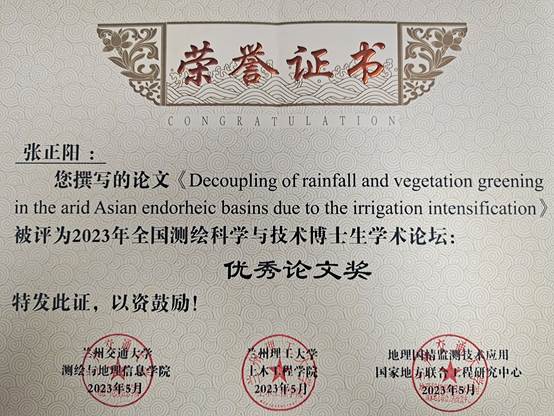 荣誉证书
CONGRATULATION
张正阳：
您撰写的论文《Decoupling of rainfall and vegetation greening
in the arid Asian endorheic basins due to the irrigation intensification》
被评为2023年全国测绘科学与技术博士生学术论坛：
优秀论文奖
特发此证，以资鼓励！
兰州交通大学
测绘与地理信息学院
2023年5月
兰州理工大学
土木工程学院
2023年5月
地理国情监测技术应用
国家地方联合工程研究中心
2023年5月